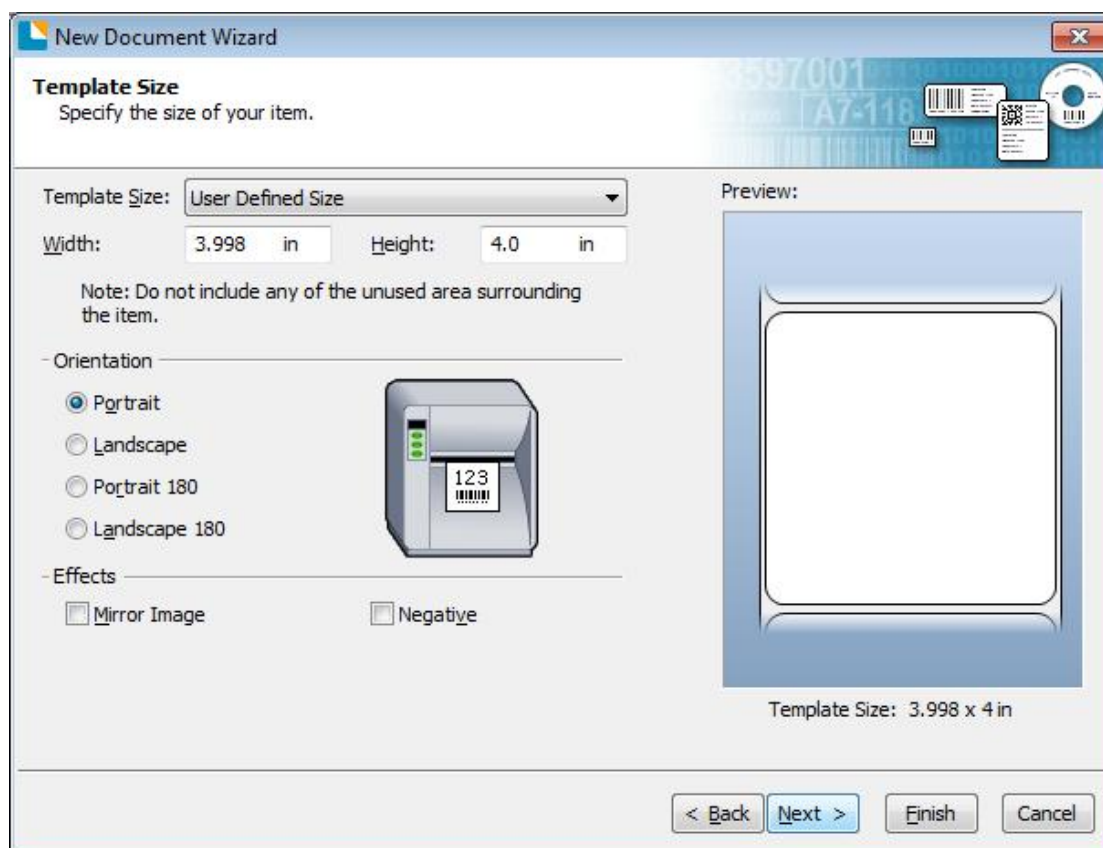 New Document Wizard
Template Size
Specify the size of your item.
3597001
A7-118
Template Size: User Defined Size
Width: 3.998 in Height: 4.0 in
Note: Do not include any of the unused area surrounding
the item.
Orientation
Portrait
Landscape
Portrait 180
Landscape 180
123
Effects
Mirror Image Negative
Preview:
Template Size: 3.998 x 4 in
< Back Next > Finish Cancel